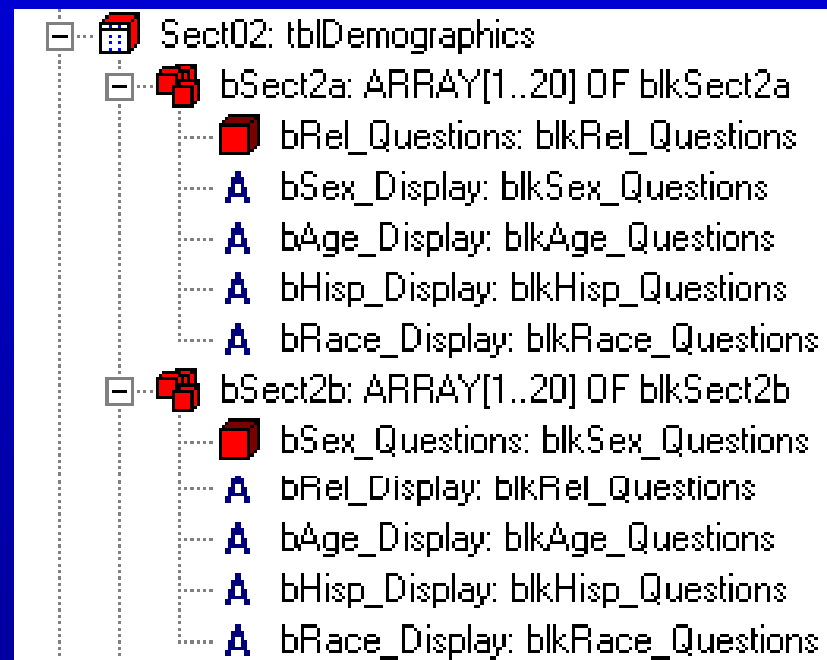 Sect02: tblDemographics
bSect2a: ARRAY[1..20] OF blkSect2a
bRel_Questions: blkRel_Questions
A bSex_Display: blkSex_Questions
A bAge_Display: blkAge_Questions
A bHisp_Display: blkHisp_Questions
A bRace_Display: blkRace_Questions
bSect2b: ARRAY[1..20] OF blkSect2b
bSex_Questions: blkSex_Questions
A bRel_Display: blkRel_Questions
A bAge_Display: blkAge_Questions
A bHisp_Display: blkHisp_Questions
A bRace_Display: blkRace_Questions